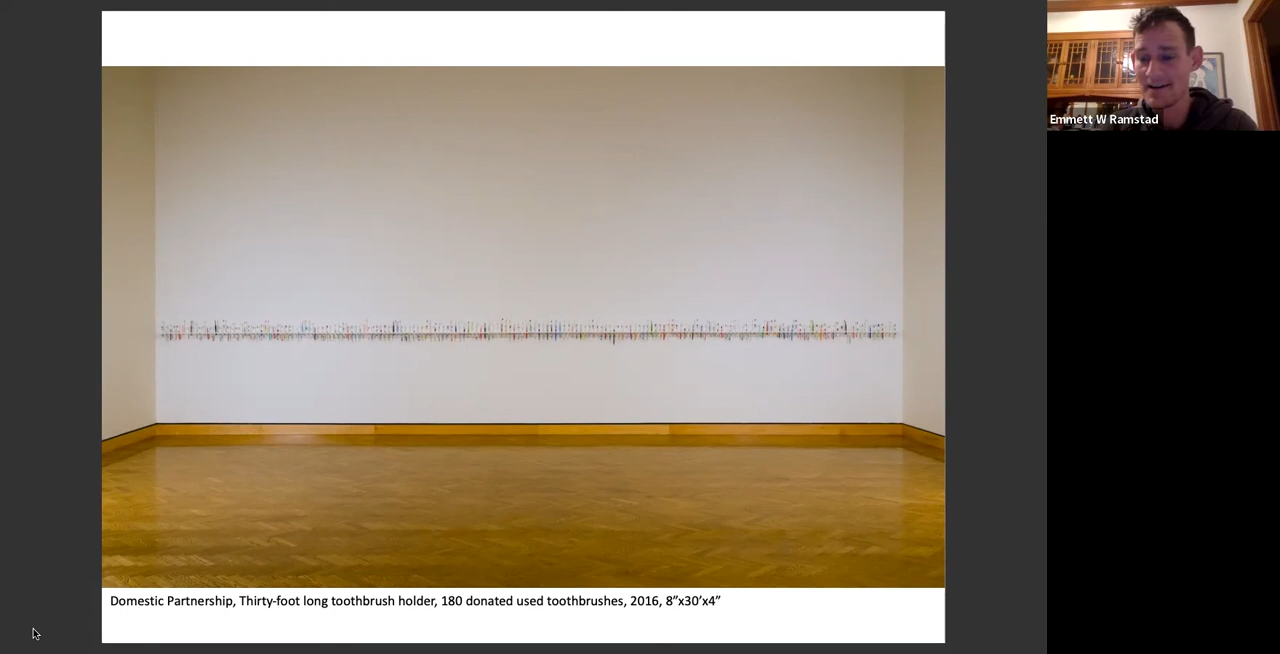 Emmett W Ramstad
Domestic Partnership, Thirty-foot long toothbrush holder, 180 donated used toothbrushes, 2016, 8”x30’x4”